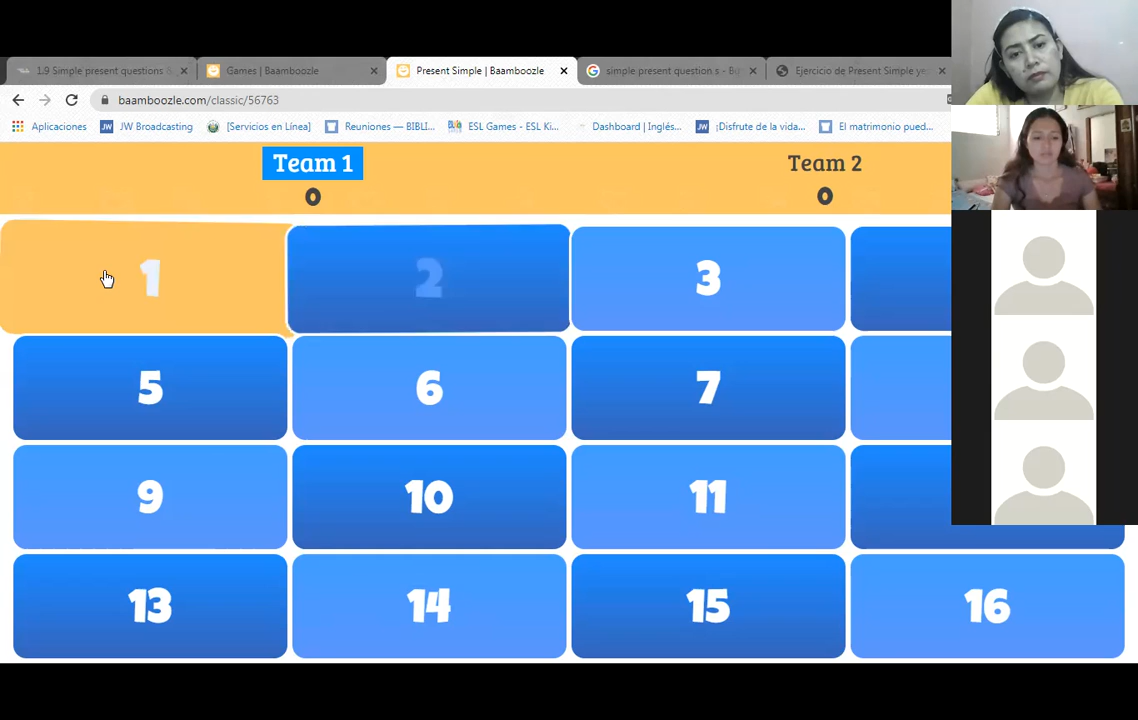 1.9 Simple present questions &
Games | Baamboozle
Present Simple | Baamboozle
simple present question s - Bo
Ejercicio de Present Simple ye
baamboozle.com/classic/56763
Aplicaciones
JW Broadcasting
[Servicios en Línea]
Reuniones — BIBLI...
ESL Games - ESL Ki...
Dashboard | Inglés...
¡Disfrute de la vida...
El matrimonio pued...
Team 1
Team 2
0
0
1
2
3
5
6
7
9
10
11
13
14
15
16